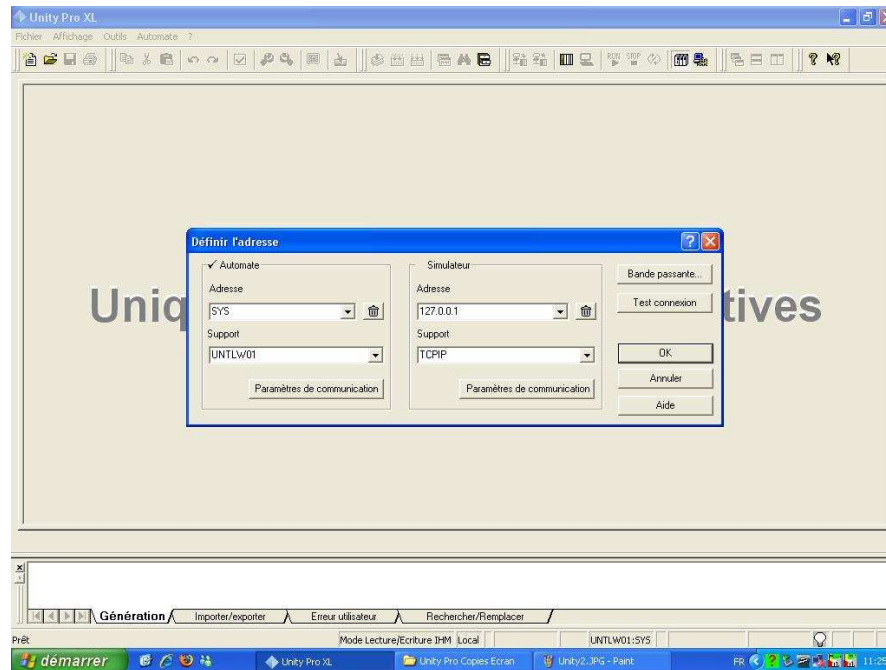 Unity Pro XL
Fichier Affichage Outils Automate ?
RUN STOP
Définir l'adresse
Automate
Adresse
SYS
Support
UNTLW01
Paramètres de communication
Simulateur
Adresse
127.0.0.1
Support
TCPIP
Paramètres de communication
Bande passante...
Test connexion
OK
Annuler
Aide
Uniq
tives
Génération Importer/exporter Erreur utilisateur Rechercher/Remplacer
Prêt Mode Lecture/Ecriture IHM Local UNTLW01:SYS
démarrer Unity Pro XL Unity Pro Copies Ecran Unity2.JPG - Paint FR